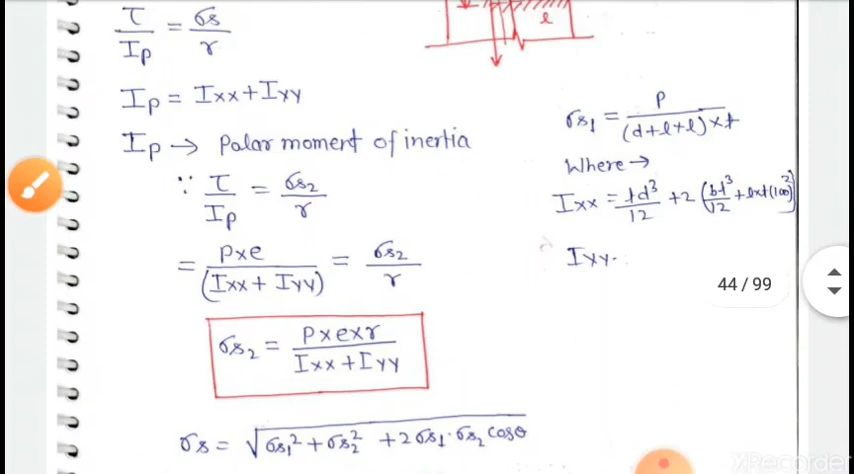 l
τ/Ip = σs/r
Ip = Ixx + Iyy
Ip → Polar moment of inertia
∵ τ/Ip = σs2/r
= P×e/(Ixx + Iyy) = σs2/r
σs2 = P×e×r/Ixx + Iyy
σs = √σs1² + σs2² + 2σs1·σs2 cosθ
σs1 = P/(d+l+l)×t
Where →
Ixx = td³/12 + 2(bt³/12 + l×t(100)²)
Iyy.
44 / 99
XRecorder